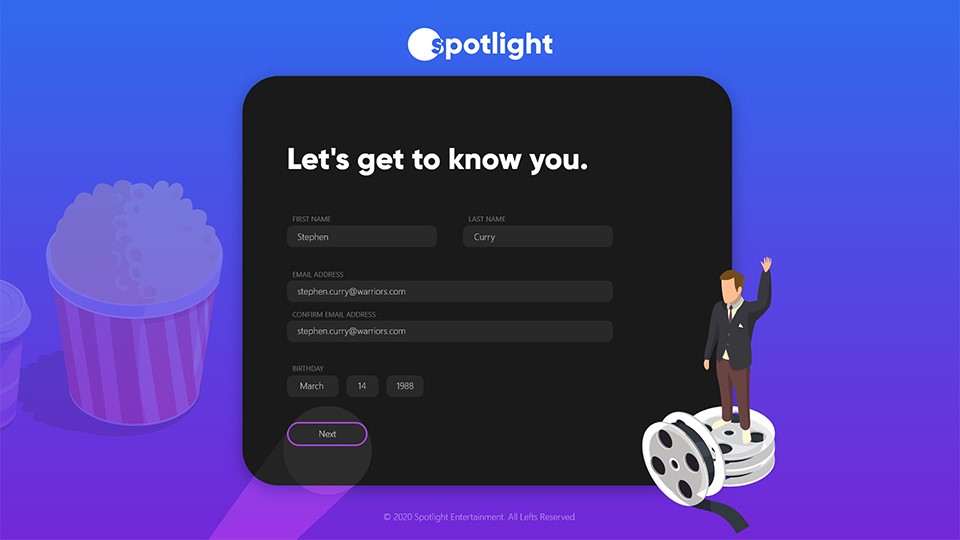 spotlight
Let's get to know you.
FIRST NAME LAST NAME
Stephen Curry
EMAIL ADDRESS
stephen.curry@warriors.com
CONFIRM EMAIL ADDRESS
stephen.curry@warriors.com
BIRTHDAY
March 14 1988
Next
© 2020 Spotlight Entertainment. All Lefts Reserved.